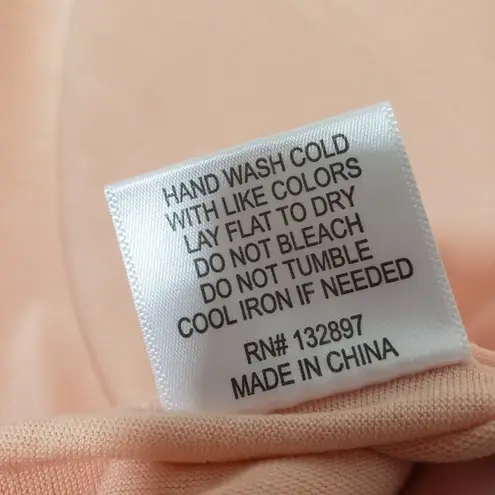 HAND WASH COLD
WITH LIKE COLORS
LAY FLAT TO DRY
DO NOT BLEACH
DO NOT TUMBLE
COOL IRON IF NEEDED
RN# 132897
MADE IN CHINA